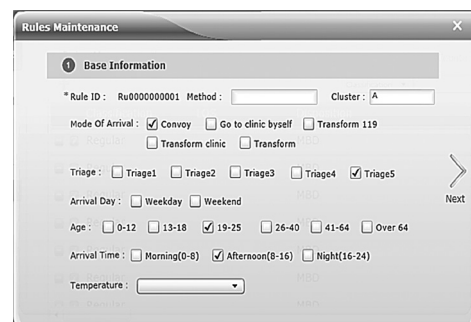 Rules Maintenance
1 Base Information
* Rule ID : Ru0000000001 Method : Cluster : A
Mode Of Arrival : Convoy Go to clinic byself Transform 119
Transform clinic Transform
Triage : Triage1 Triage2 Triage3 Triage4 Triage5
Next
Arrival Day : Weekday Weekend
Age : 0-12 13-18 19-25 26-40 41-64 Over 64
Arrival Time : Morning(0-8) Afternoon(8-16) Night(16-24)
Temperature :